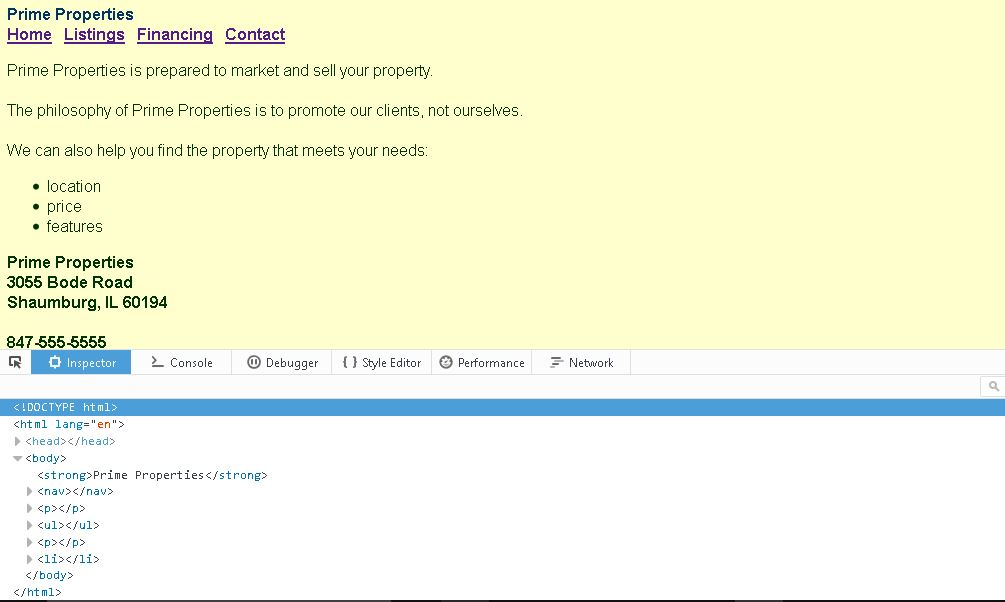 Prime Properties
Home Listings Financing Contact
Prime Properties is prepared to market and sell your property.
The philosophy of Prime Properties is to promote our clients, not ourselves.
We can also help you find the property that meets your needs:
• location
• price
• features
Prime Properties
3055 Bode Road
Shaumburg, IL 60194
847-555-5555
Inspector Console Debugger { } Style Editor Performance Network
<!DOCTYPE html>
<html lang="en">
<head></head>
<body>
<strong>Prime Properties</strong>
<nav></nav>
<p></p>
<ul></ul>
<p></p>
<li></li>
</body>
</html>